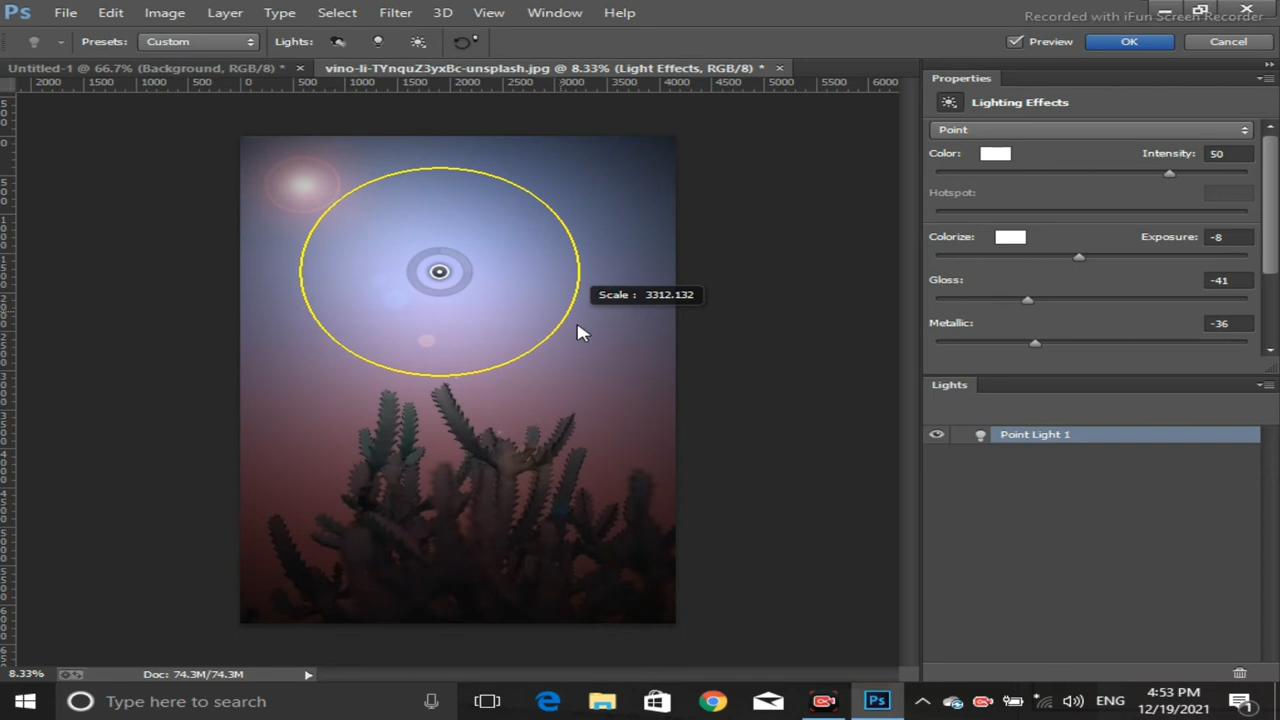 Ps File Edit Image Layer Type Select Filter 3D View Window Help
Recorded with iFun Screen Recorder
Presets: Custom Lights: Preview OK Cancel
Untitled-1 @ 66.7% (Background, RGB/8) * × vino-li-TYnquZ3yxBc-unsplash.jpg @ 8.33% (Light Effects, RGB/8) * ×
2000 1500 1000 500 0 500 1000 1500 2000 2500 3000 3500 4000 4500 5000 5500 6000
Properties
Lighting Effects
Point
Color: Intensity: 50
Hotspot:
Colorize: Exposure: -8
Gloss: -41
Scale : 3312.132
Metallic: -36
Lights
Point Light 1
8.33% Doc: 74.3M/74.3M
Type here to search
Ps
ENG
4:53 PM
12/19/2021
1